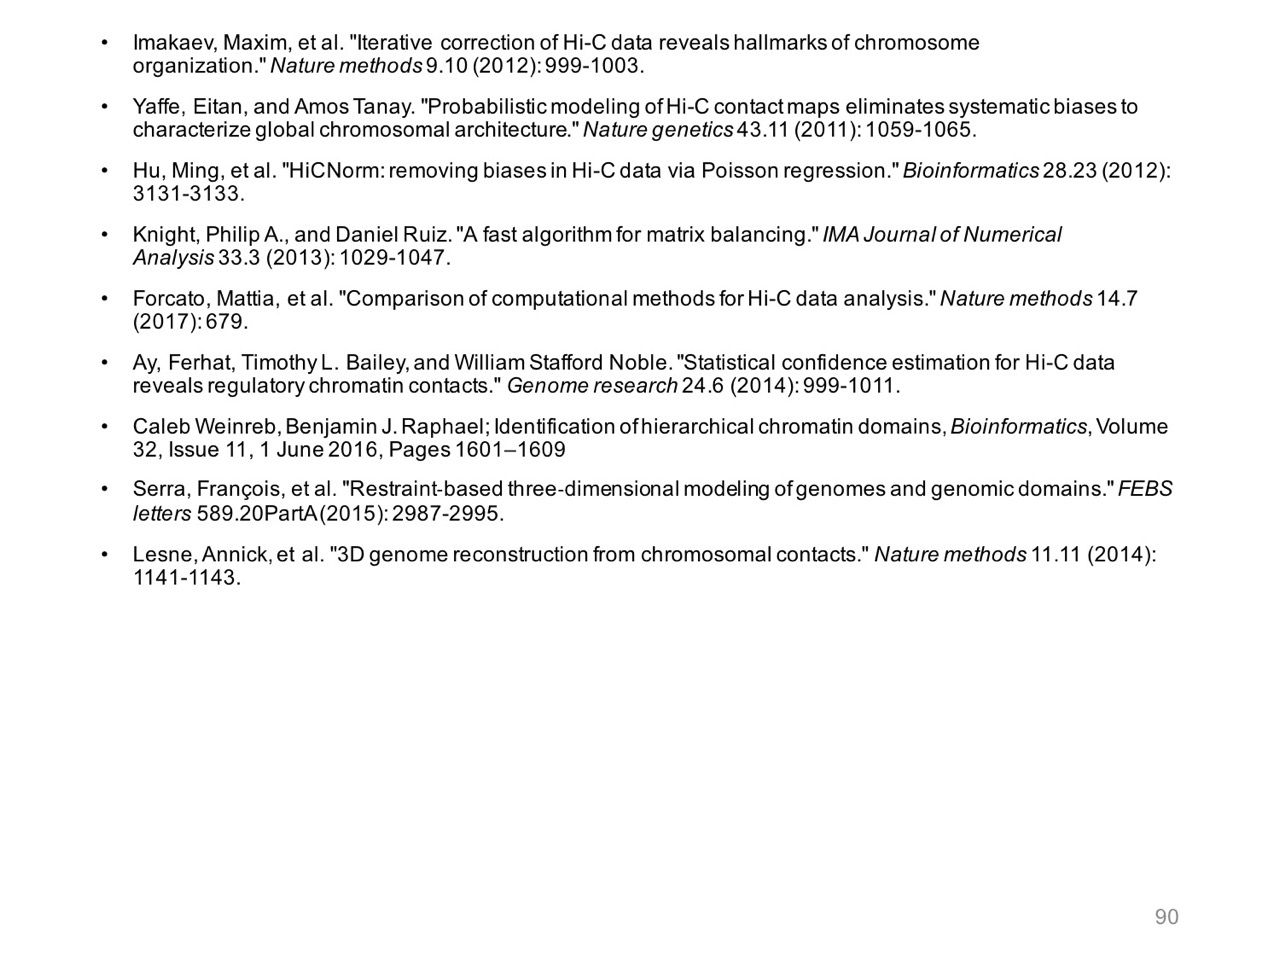 • Imakaev, Maxim, et al. "Iterative correction of Hi-C data reveals hallmarks of chromosome
organization." Nature methods 9.10 (2012): 999-1003.
• Yaffe, Eitan, and Amos Tanay. "Probabilistic modeling of Hi-C contact maps eliminates systematic biases to
characterize global chromosomal architecture." Nature genetics 43.11 (2011): 1059-1065.
• Hu, Ming, et al. "HiCNorm: removing biases in Hi-C data via Poisson regression." Bioinformatics 28.23 (2012):
3131-3133.
• Knight, Philip A., and Daniel Ruiz. "A fast algorithm for matrix balancing." IMA Journal of Numerical
Analysis 33.3 (2013): 1029-1047.
• Forcato, Mattia, et al. "Comparison of computational methods for Hi-C data analysis." Nature methods 14.7
(2017): 679.
• Ay, Ferhat, Timothy L. Bailey, and William Stafford Noble. "Statistical confidence estimation for Hi-C data
reveals regulatory chromatin contacts." Genome research 24.6 (2014): 999-1011.
• Caleb Weinreb, Benjamin J. Raphael; Identification of hierarchical chromatin domains, Bioinformatics, Volume
32, Issue 11, 1 June 2016, Pages 1601–1609
• Serra, François, et al. "Restraint‐based three‐dimensional modeling of genomes and genomic domains." FEBS
letters 589.20PartA (2015): 2987-2995.
• Lesne, Annick, et al. "3D genome reconstruction from chromosomal contacts." Nature methods 11.11 (2014):
1141-1143.
90